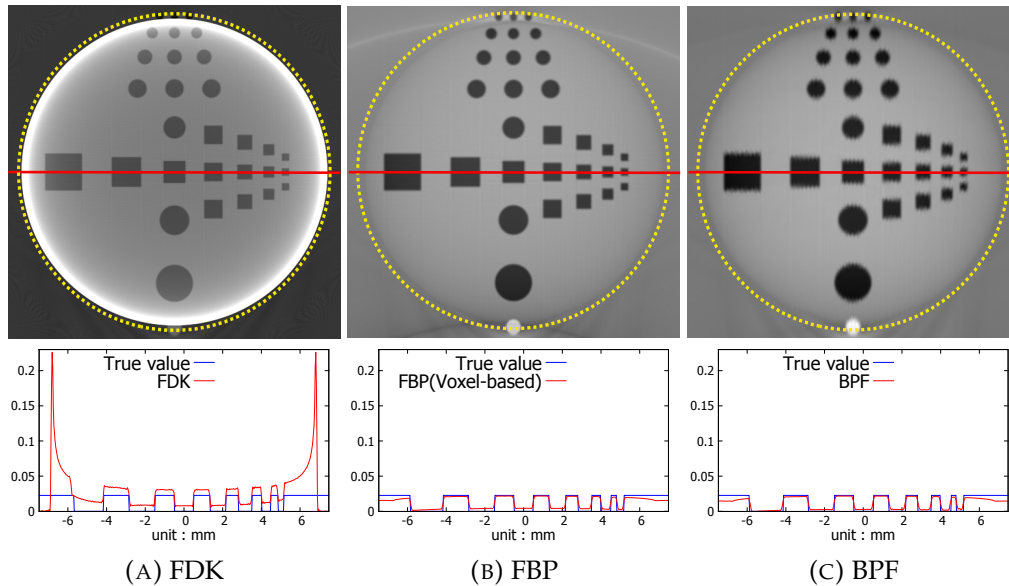 True value
FDK
0.2
0.15
0.1
0.05
0
-6 -4 -2 0 2 4 6
unit : mm
True value
FBP(Voxel-based)
0.2
0.15
0.1
0.05
0
-6 -4 -2 0 2 4 6
unit : mm
True value
BPF
0.2
0.15
0.1
0.05
0
-6 -4 -2 0 2 4 6
unit : mm
(A) FDK
(B) FBP
(C) BPF